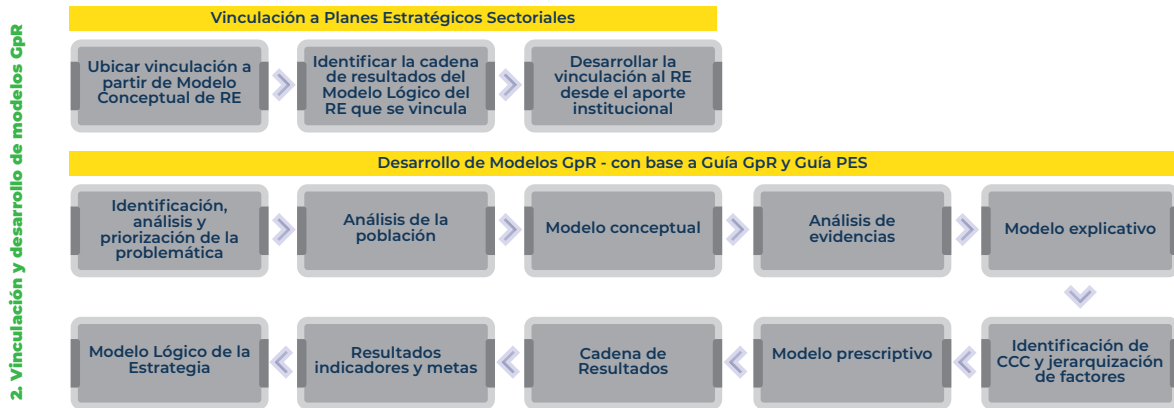 2. Vinculación y desarrollo de modelos GpR
Vinculación a Planes Estratégicos Sectoriales
Ubicar vinculación a
partir de Modelo
Conceptual de RE
Identificar la cadena
de resultados del
Modelo Lógico del
RE que se vincula
Desarrollar la
vinculación al RE
desde el aporte
institucional
Desarrollo de Modelos GpR - con base a Guía GpR y Guía PES
Identificación,
análisis y
priorización de la
problemática
Análisis de la
población
Modelo conceptual
Análisis de
evidencias
Modelo explicativo
Identificación de
CCC y jerarquización
de factores
Modelo prescriptivo
Cadena de
Resultados
Resultados
indicadores y metas
Modelo Lógico de la
Estrategia